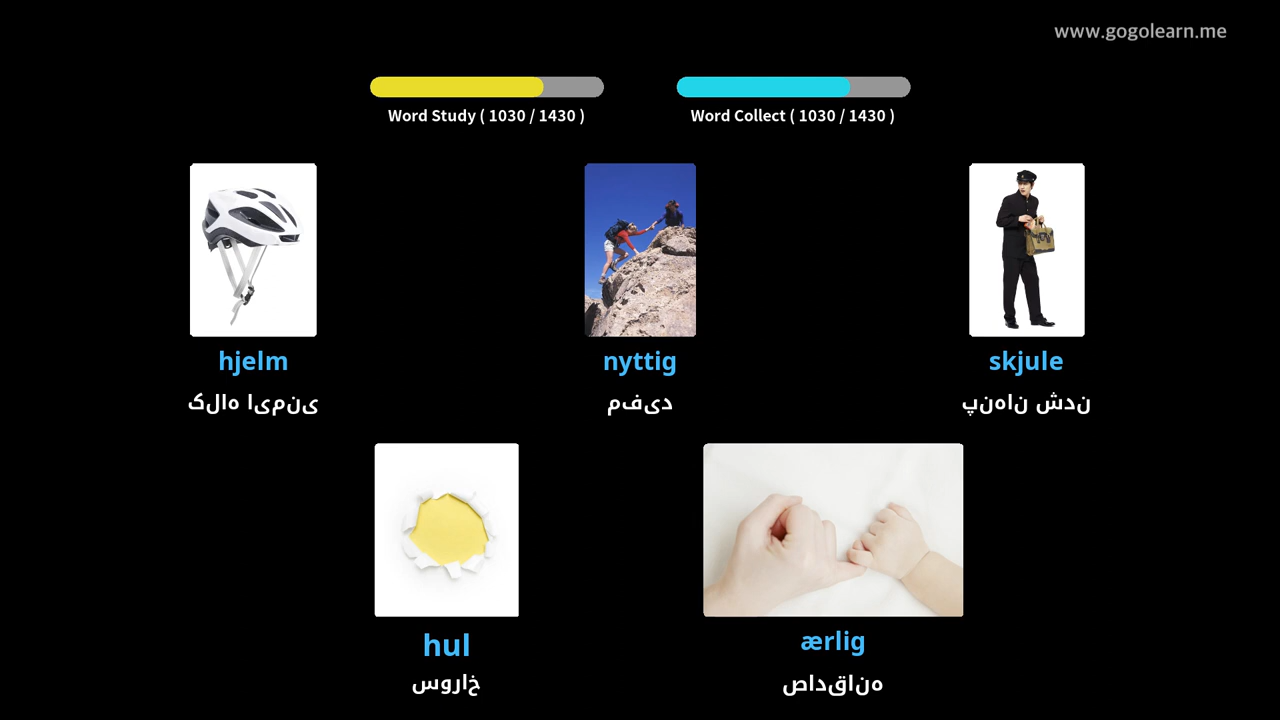 www.gogolearn.me
Word Study ( 1030 / 1430 )
Word Collect ( 1030 / 1430 )
hjelm
nyttig
skjule
کلاه ایمنی
مفید
پنهان شدن
hul
ærlig
سوراخ
صادقانه